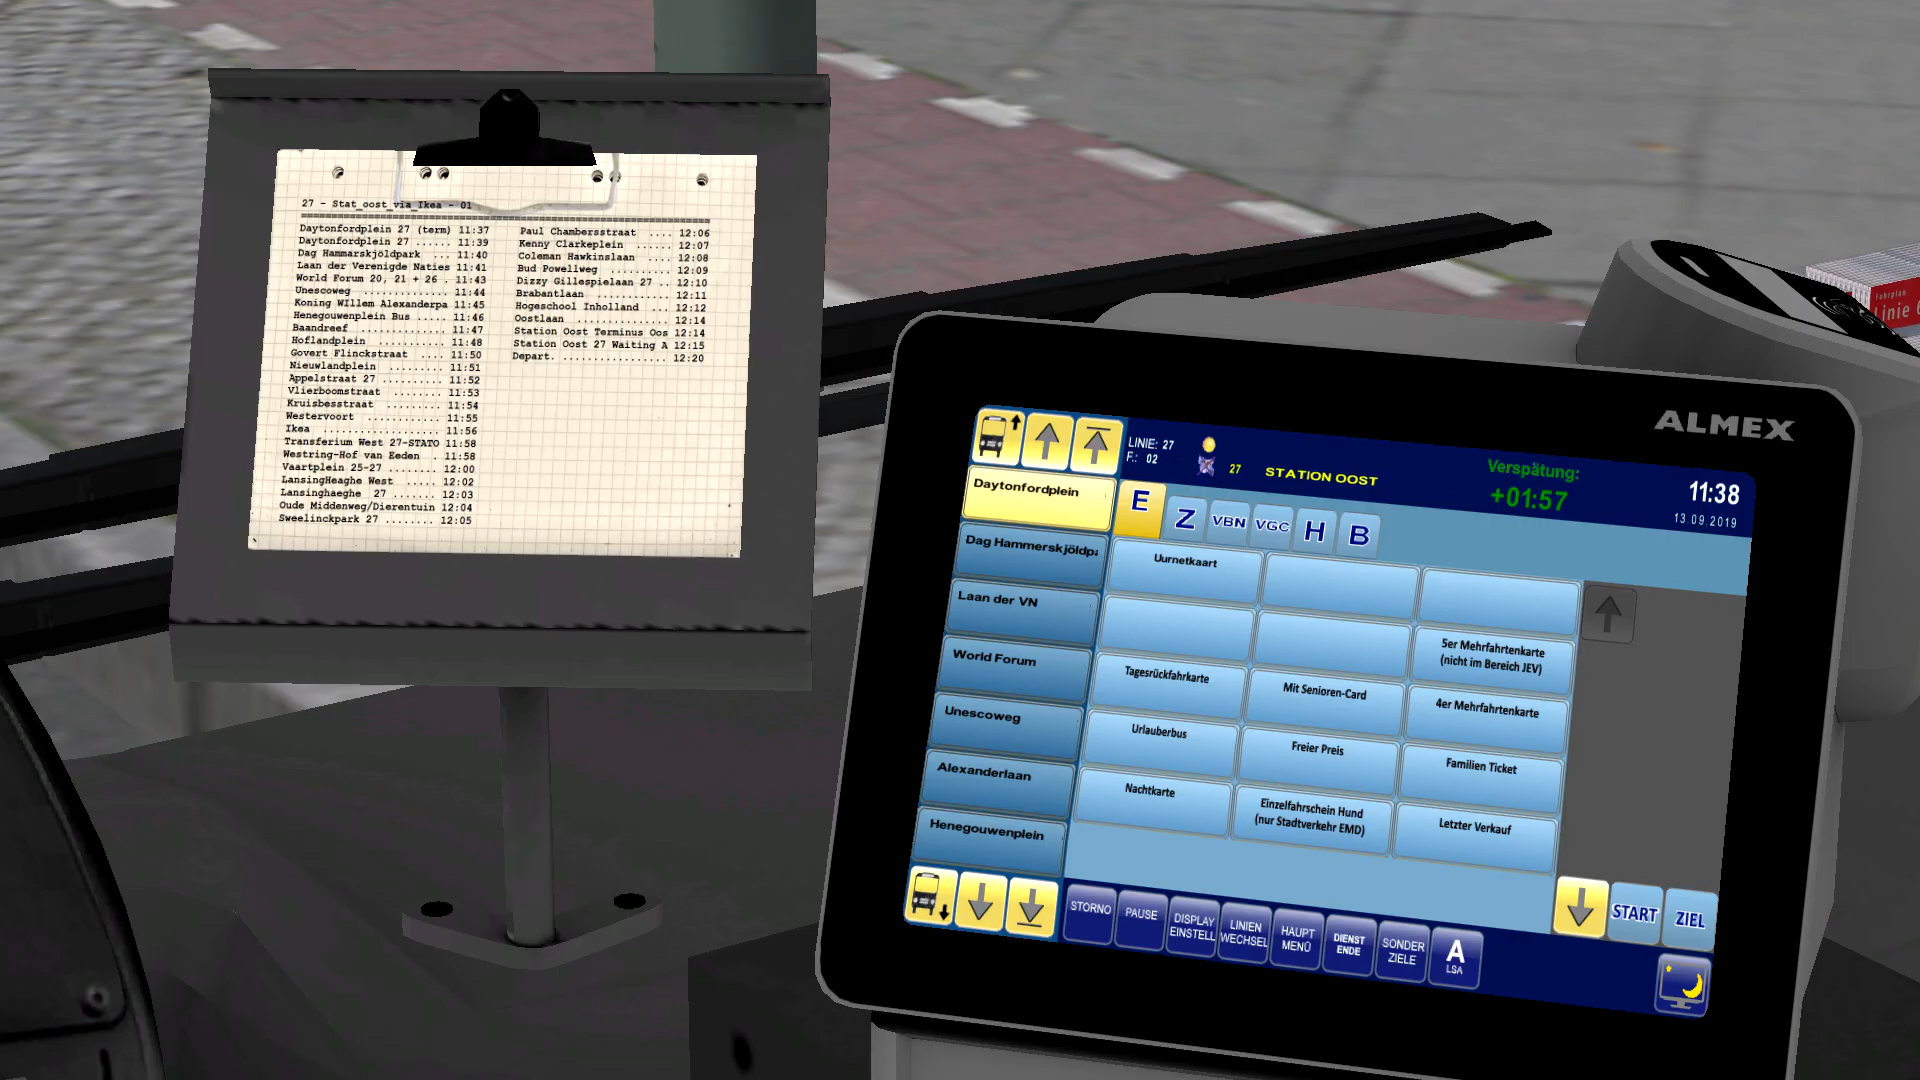 27 - Stat_oost_via_Ikea - 01
Daytonfordplein 27 (term) 11:37
Daytonfordplein 27 ...... 11:39
Dag Hammarskjöldpark ... 11:40
Laan der Verenigde Naties 11:41
World Forum 20, 21 + 26 . 11:43
Unescoweg ............... 11:44
Koning WIllem Alexanderpa 11:45
Henegouwenplein Bus ..... 11:46
Baandreef ............... 11:47
Hoflandplein ............ 11:48
Govert Flinckstraat .... 11:50
Nieuwlandplein ......... 11:51
Appelstraat 27 .......... 11:52
Vlierboomstraat ........ 11:53
Kruisbesstraat ......... 11:54
Westervoort ............. 11:55
Ikea .................... 11:56
Transferium West 27-STATO 11:58
Westring-Hof van Eeden . 11:58
Vaartplein 25-27 ........ 12:00
LansingHeaghe West ..... 12:02
Lansinghaeghe 27 ....... 12:03
Oude Middenweg/Dierentuin 12:04
Sweelinckpark 27 ........ 12:05
Paul Chambersstraat .... 12:06
Kenny Clarkeplein ...... 12:07
Coleman Hawkinslaan .... 12:08
Bud Powellweg .......... 12:09
Dizzy Gillespielaan 27 .. 12:10
Brabantlaan ............ 12:11
Hogeschool Inholland ... 12:12
Oostlaan ................ 12:14
Station Oost Terminus Oos 12:14
Station Oost 27 Waiting A 12:15
Depart. ................. 12:20
Fahrplan
Linie
ALMEX
LINIE: 27
F.: 02
27 STATION OOST
Verspätung:
+01:57
11:38
13.09.2019
Daytonfordplein
Dag Hammerskjöldpa
Laan der VN
World Forum
Unescoweg
Alexanderlaan
Henegouwenplein
E Z VBN VGC H B
Uurnetkaart
5er Mehrfahrtenkarte
(nicht im Bereich JEV)
Tagesrückfahrkarte
Mit Senioren-Card
4er Mehrfahrtenkarte
Urlauberbus
Freier Preis
Familien Ticket
Nachtkarte
Einzelfahrschein Hund
(nur Stadtverkehr EMD)
Letzter Verkauf
STORNO
PAUSE
DISPLAY
EINSTELL
LINIEN
WECHSEL
HAUPT
MENÜ
DIENST
ENDE
SONDER
ZIELE
A
LSA
START
ZIEL